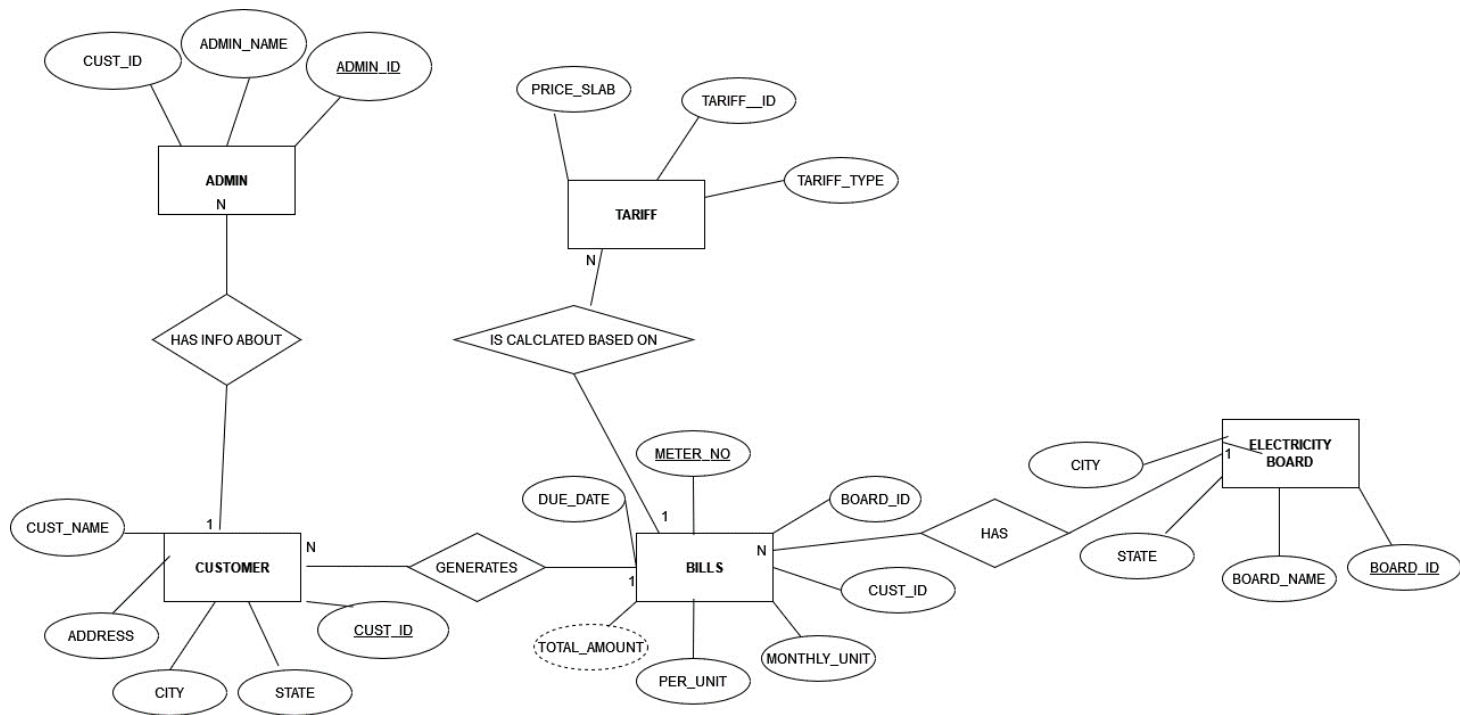 ADMIN_NAME
CUST_ID
ADMIN_ID
PRICE_SLAB
TARIFF__ID
ADMIN
N
TARIFF_TYPE
TARIFF
N
HAS INFO ABOUT
IS CALCLATED BASED ON
METER_NO
ELECTRICITY
BOARD
1
CITY
DUE_DATE
BOARD_ID
CUST_NAME
1
1
N
CUSTOMER
N
GENERATES
1
BILLS
N
HAS
STATE
BOARD_NAME
BOARD_ID
CUST_ID
ADDRESS
CUST_ID
TOTAL_AMOUNT
MONTHLY_UNIT
PER_UNIT
CITY
STATE